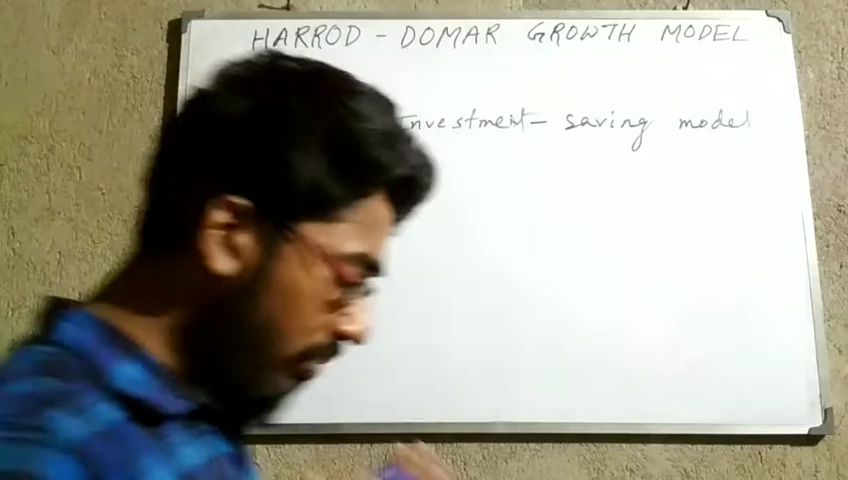 HARROD - DOMAR GROWTH MODEL
Investment - saving model